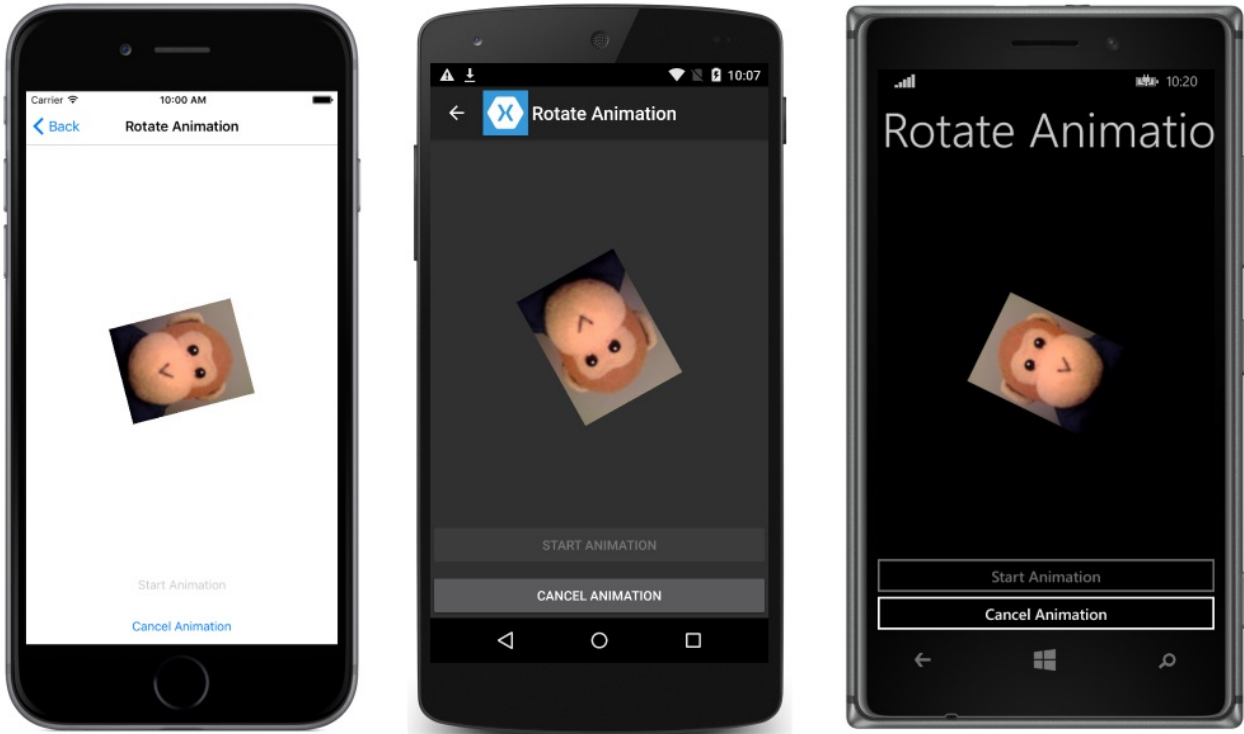 Carrier 10:00 AM
Back Rotate Animation
Start Animation
Cancel Animation
10:07
Rotate Animation
START ANIMATION
CANCEL ANIMATION
10:20
Rotate Animatio
Start Animation
Cancel Animation